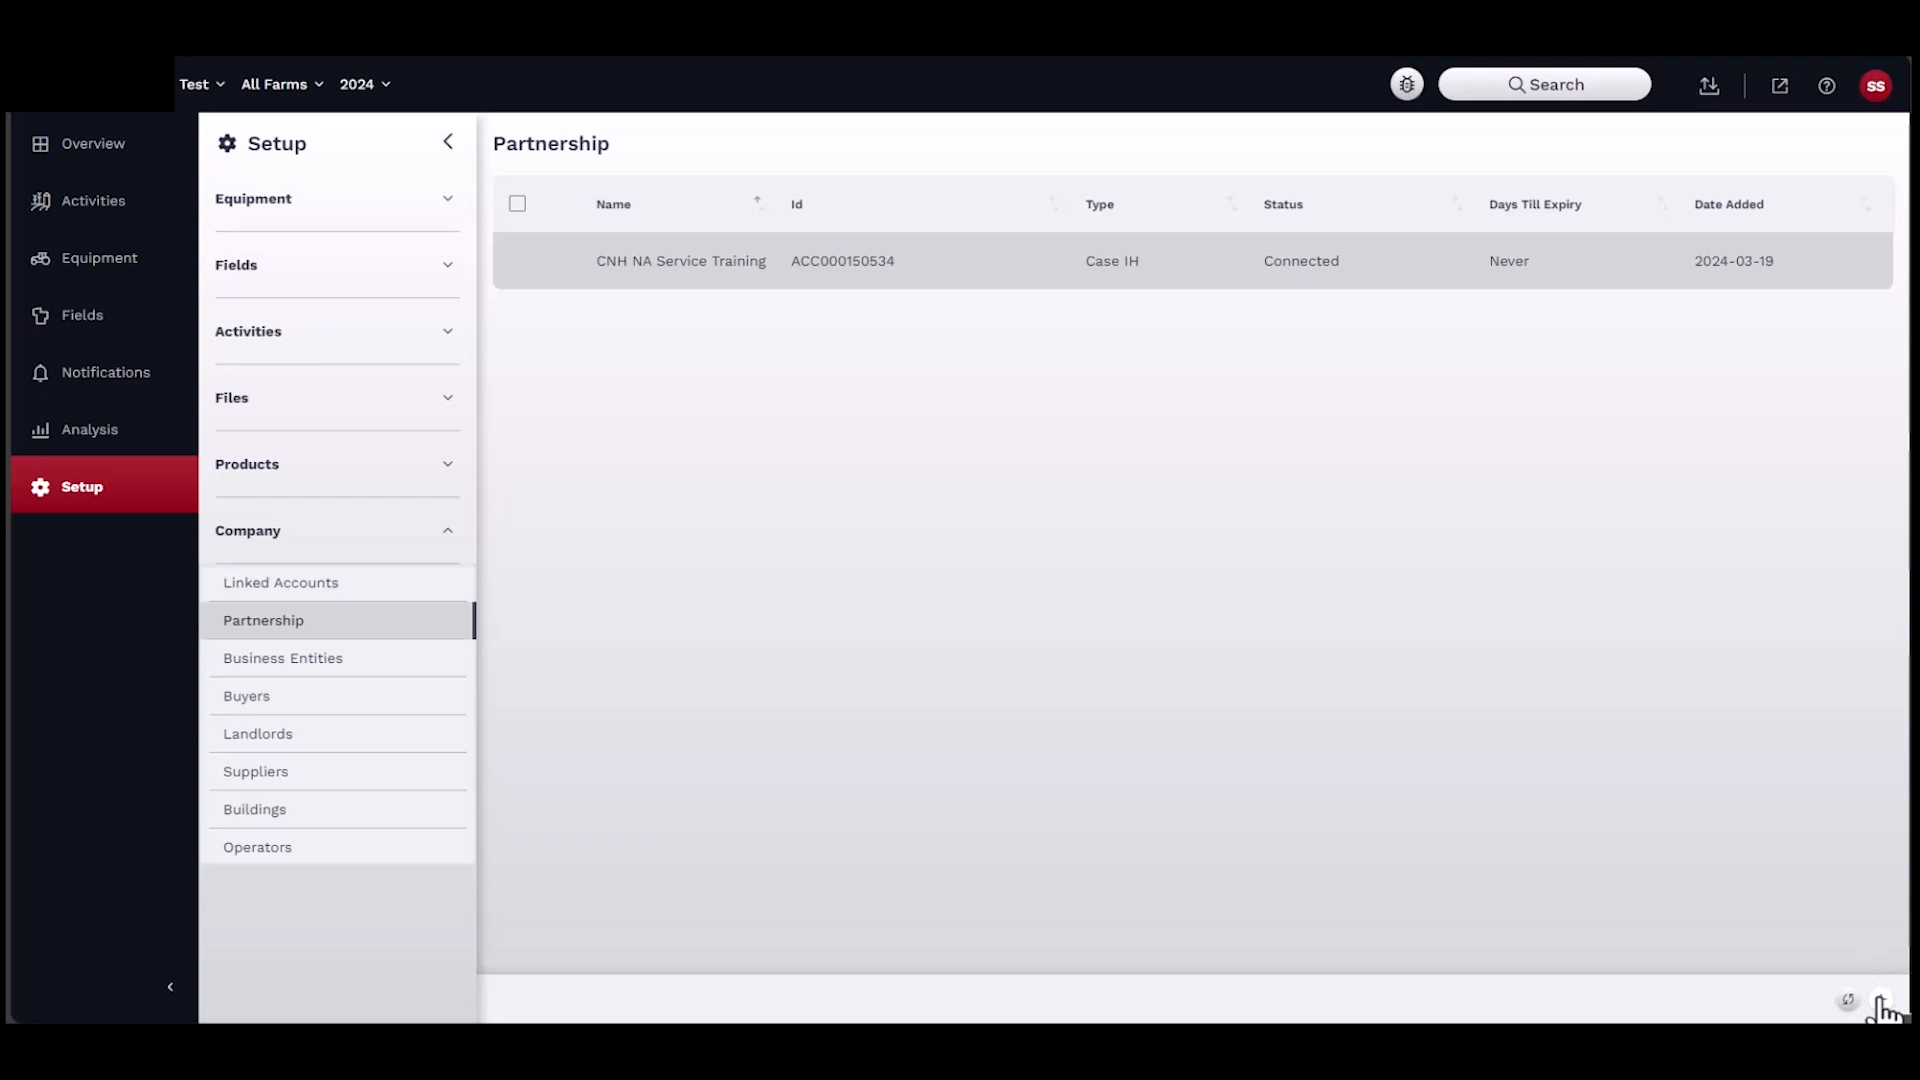 Test All Farms 2024 Search SS
Overview
Activities
Equipment
Fields
Notifications
Analysis
Setup
Setup
Equipment
Fields
Activities
Files
Products
Company
Linked Accounts
Partnership
Business Entities
Buyers
Landlords
Suppliers
Buildings
Operators
Partnership
Name Id Type Status Days Till Expiry Date Added
CNH NA Service Training ACC000150534 Case IH Connected Never 2024-03-19